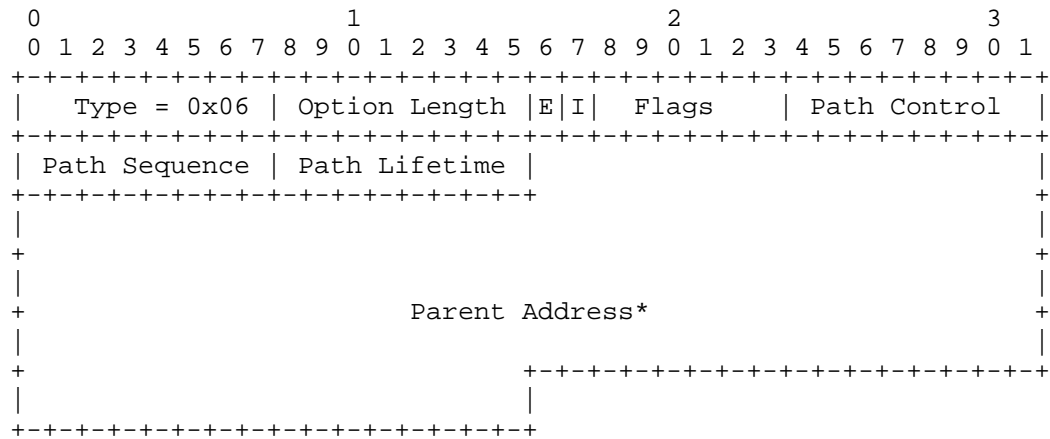 0                   1                   2                   3
 0 1 2 3 4 5 6 7 8 9 0 1 2 3 4 5 6 7 8 9 0 1 2 3 4 5 6 7 8 9 0 1
+-+-+-+-+-+-+-+-+-+-+-+-+-+-+-+-+-+-+-+-+-+-+-+-+-+-+-+-+-+-+-+-+
|   Type = 0x06 | Option Length |E|I|  Flags    | Path Control  |
+-+-+-+-+-+-+-+-+-+-+-+-+-+-+-+-+-+-+-+-+-+-+-+-+-+-+-+-+-+-+-+-+
| Path Sequence | Path Lifetime |                               |
+-+-+-+-+-+-+-+-+-+-+-+-+-+-+-+-+                               +
|                                                               |
+                                                               +
|                                                               |
+                        Parent Address*                        +
|                                                               |
+                               +-+-+-+-+-+-+-+-+-+-+-+-+-+-+-+-+
|                               |
+-+-+-+-+-+-+-+-+-+-+-+-+-+-+-+-+